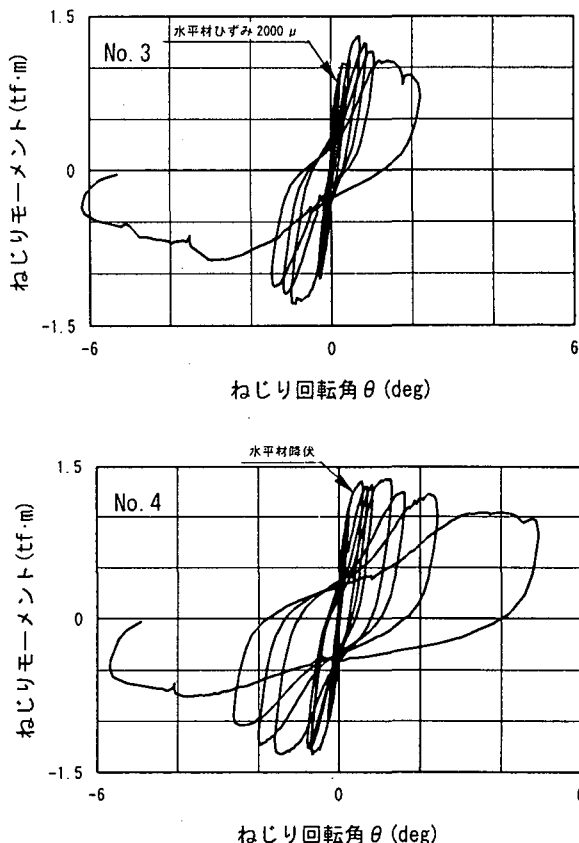 1.5
水平材ひずみ 2000 μ
No. 3
ねじりモーメント(tf·m)
0
-1.5
-6
0
6
ねじり回転角 θ (deg)
水平材降伏
1.5
No. 4
ねじりモーメント(tf·m)
0
-1.5
-6
0
6
ねじり回転角 θ (deg)